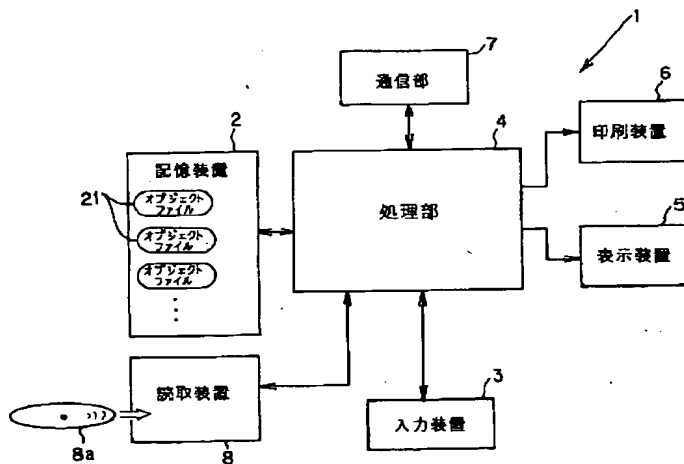 1
7
通信部
6
印刷装置
2
4
記憶装置
処理部
21
オブジェクト
ファイル
オブジェクト
ファイル
オブジェクト
ファイル
5
表示装置
読取装置
3
入力装置
8a
8